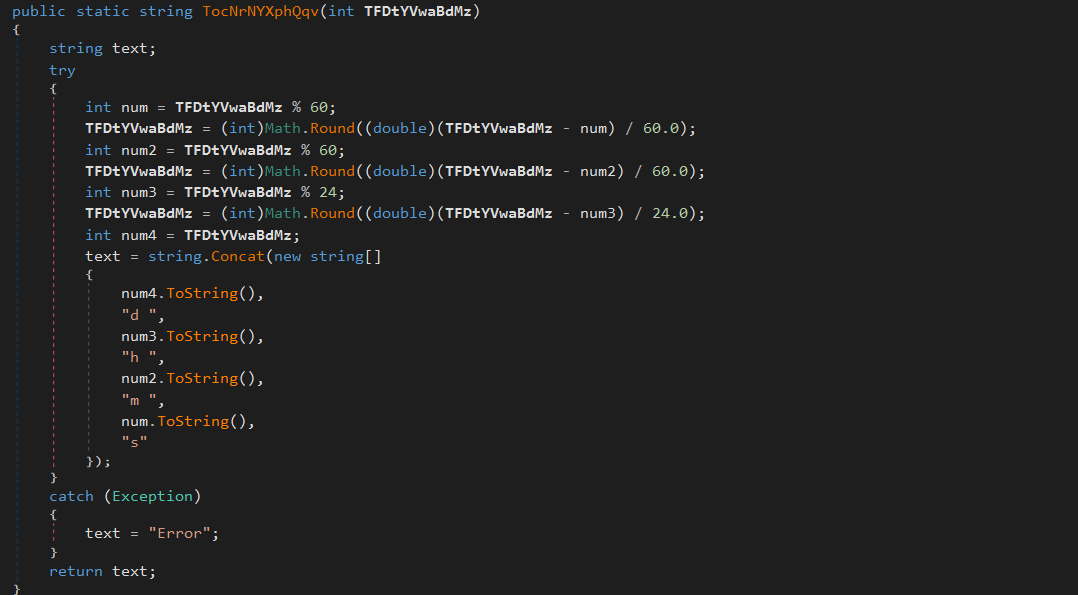 public static string TocNrNYXphQqv(int TFDtYVwaBdMz)
{
    string text;
    try
    {
        int num = TFDtYVwaBdMz % 60;
        TFDtYVwaBdMz = (int)Math.Round((double)(TFDtYVwaBdMz - num) / 60.0);
        int num2 = TFDtYVwaBdMz % 60;
        TFDtYVwaBdMz = (int)Math.Round((double)(TFDtYVwaBdMz - num2) / 60.0);
        int num3 = TFDtYVwaBdMz % 24;
        TFDtYVwaBdMz = (int)Math.Round((double)(TFDtYVwaBdMz - num3) / 24.0);
        int num4 = TFDtYVwaBdMz;
        text = string.Concat(new string[]
        {
            num4.ToString(),
            "d ",
            num3.ToString(),
            "h ",
            num2.ToString(),
            "m ",
            num.ToString(),
            "s"
        });
    }
    catch (Exception)
    {
        text = "Error";
    }
    return text;
}